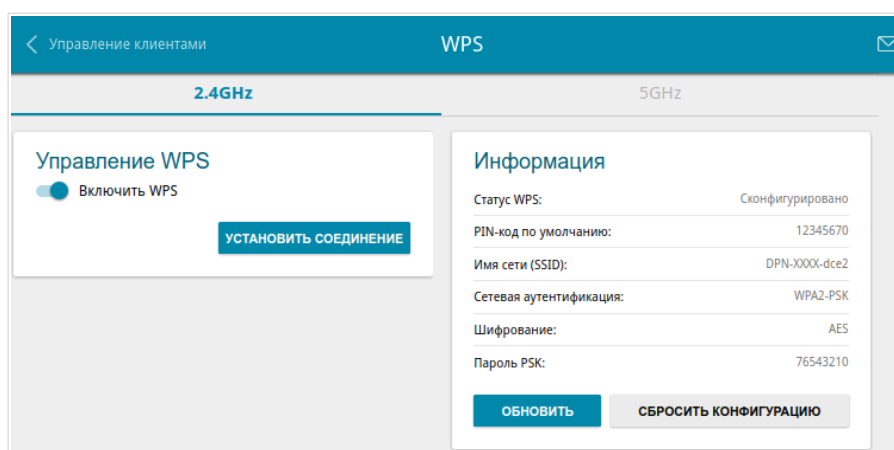 Управление клиентами
WPS
2.4GHz
5GHz
Управление WPS
Включить WPS
УСТАНОВИТЬ СОЕДИНЕНИЕ
Информация
Статус WPS: Сконфигурировано
PIN-код по умолчанию: 12345670
Имя сети (SSID): DPN-XXXX-dce2
Сетевая аутентификация: WPA2-PSK
Шифрование: AES
Пароль PSK: 76543210
ОБНОВИТЬ СБРОСИТЬ КОНФИГУРАЦИЮ